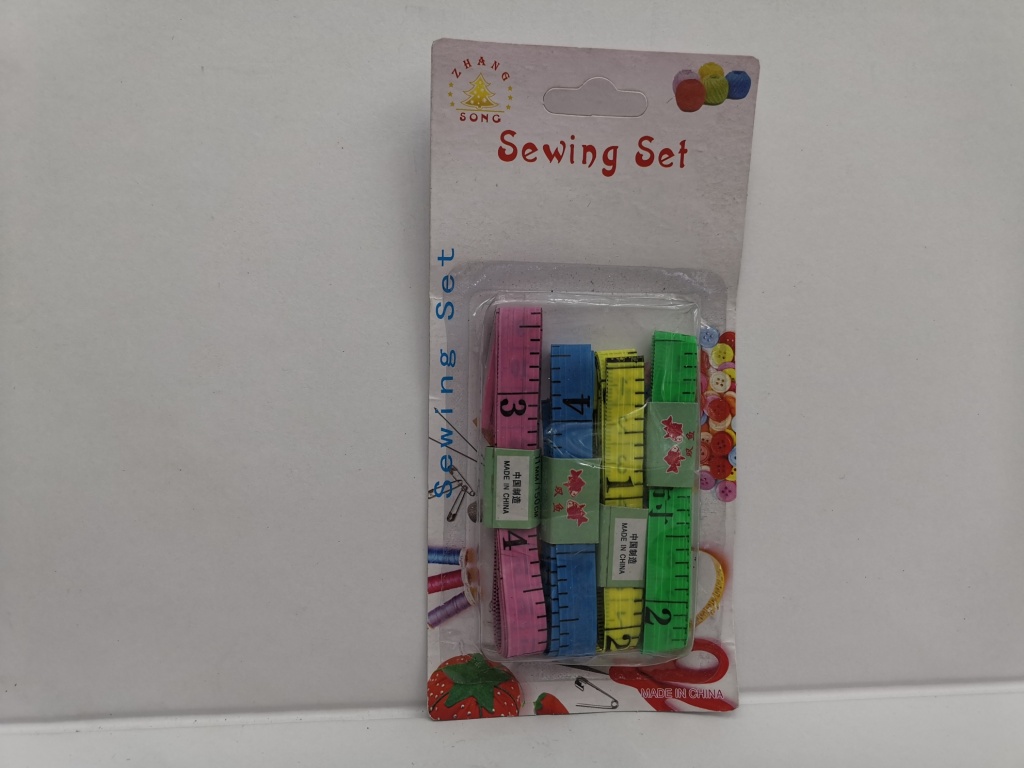 ZHANG
SONG
Sewing Set
Sewing Set
3
4
4
1
2
2
中国制造
MADE IN CHINA
中国制造
MADE IN CHINA
MADE IN CHINA